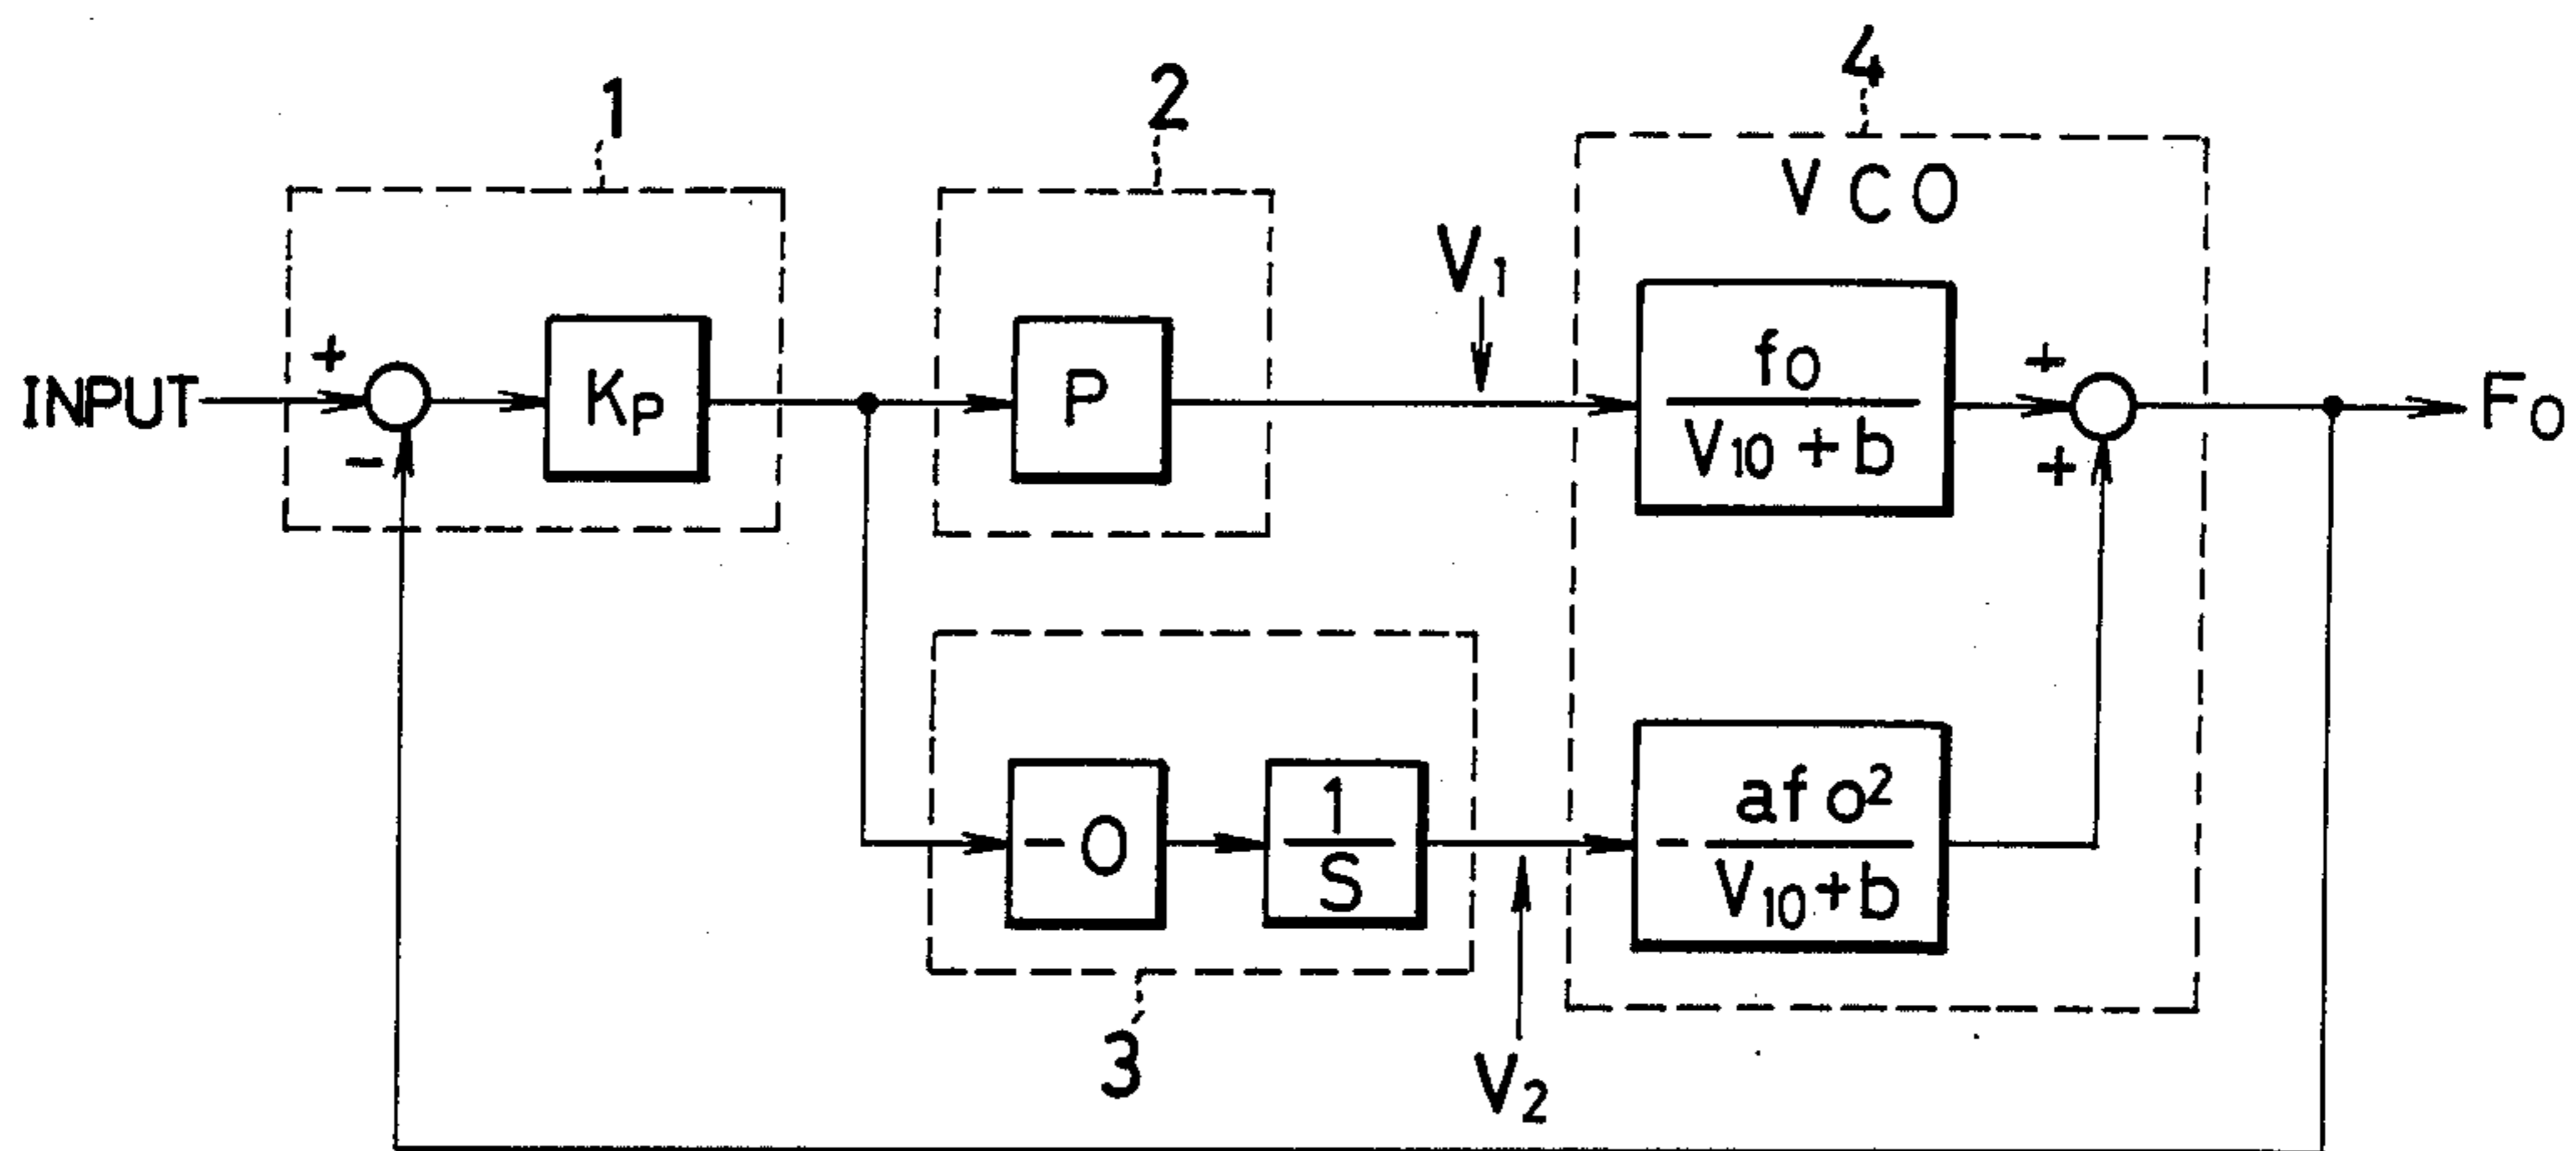 1
2
4
VCO
V1
INPUT
+
-
KP
P
fo
V10+b
+
+
Fo
-O
1
S
- afo2
V10+b
3
V2